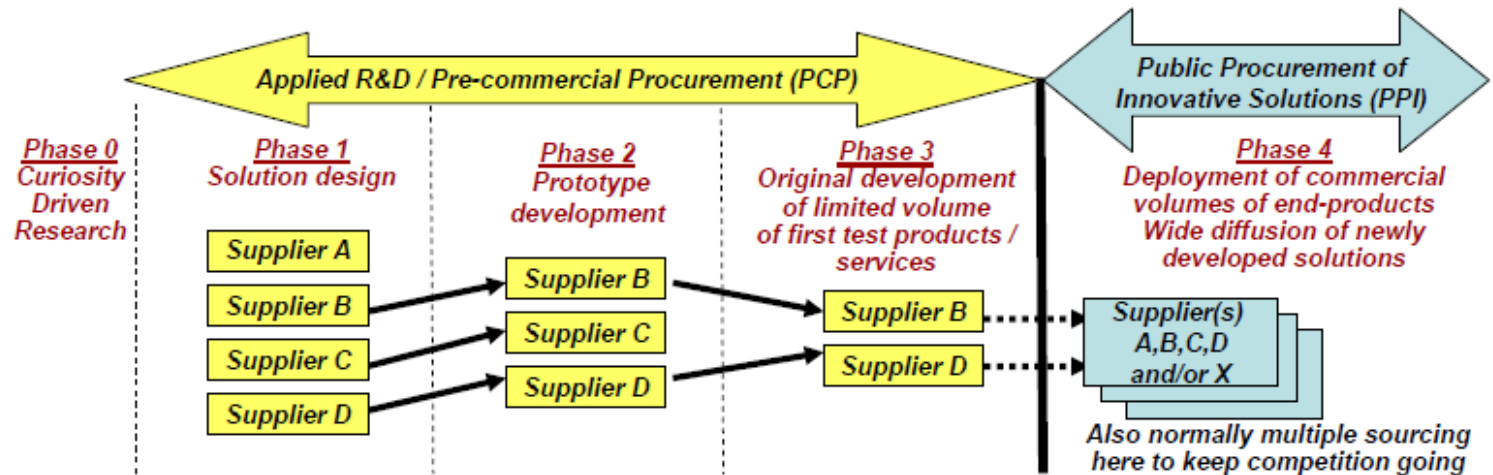 Applied R&D / Pre-commercial Procurement (PCP)
Public Procurement of
Innovative Solutions (PPI)
Phase 0
Curiosity
Driven
Research
Phase 1
Solution design
Supplier A
Supplier B
Supplier C
Supplier D
Phase 2
Prototype
development
Supplier B
Supplier C
Supplier D
Phase 3
Original development
of limited volume
of first test products /
services
Supplier B
Supplier D
Phase 4
Deployment of commercial
volumes of end-products
Wide diffusion of newly
developed solutions
Supplier(s)
A,B,C,D
and/or X
Also normally multiple sourcing
here to keep competition going